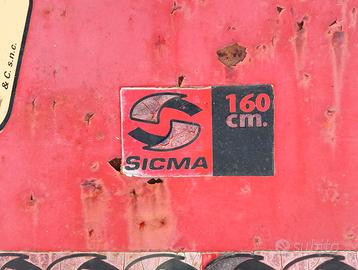 & C. s.n.c.
160
cm.
SICMA
subito